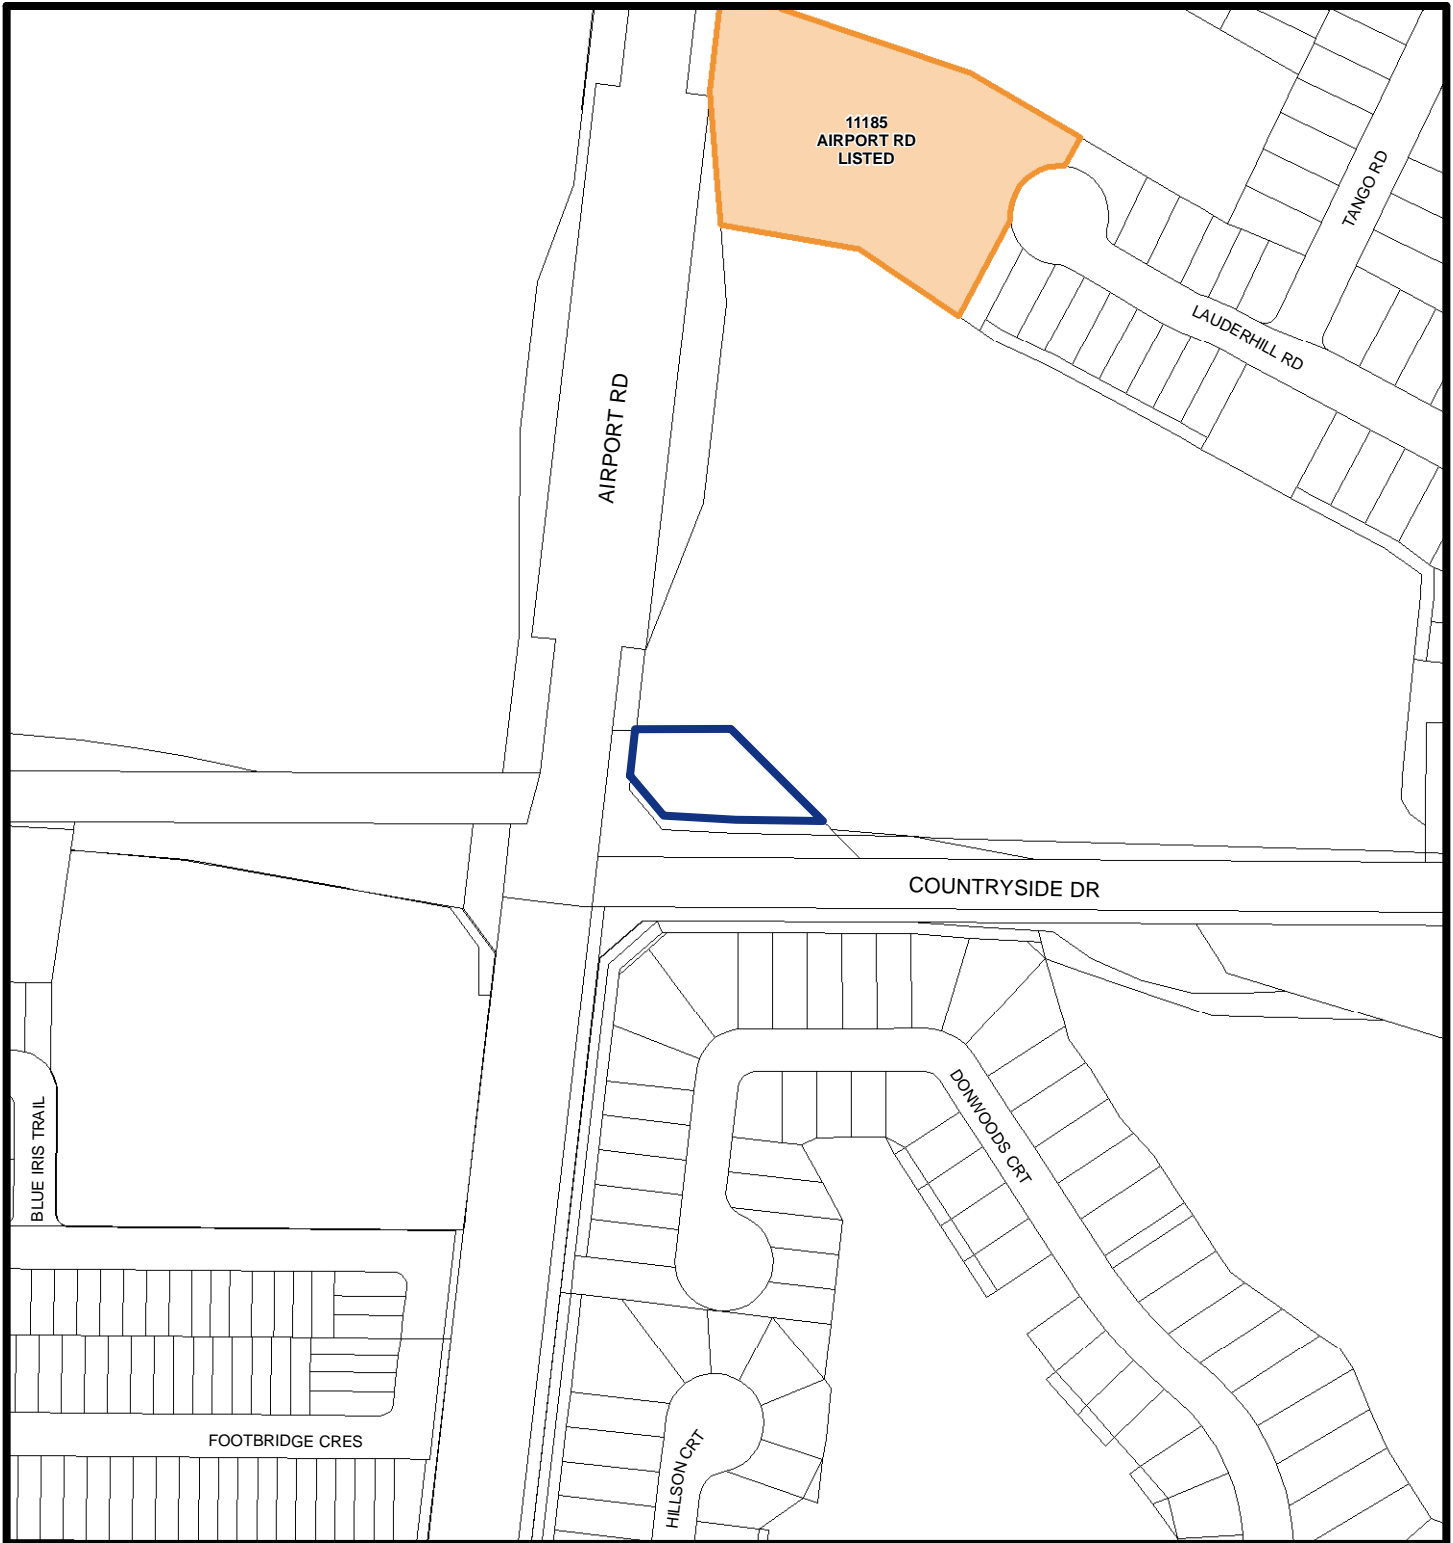 11185
AIRPORT RD
LISTED
TANGO RD
LAUDERHILL RD
AIRPORT RD
COUNTRYSIDE DR
DONWOODS CRT
BLUE IRIS TRAIL
FOOTBRIDGE CRES
HILLSON CRT